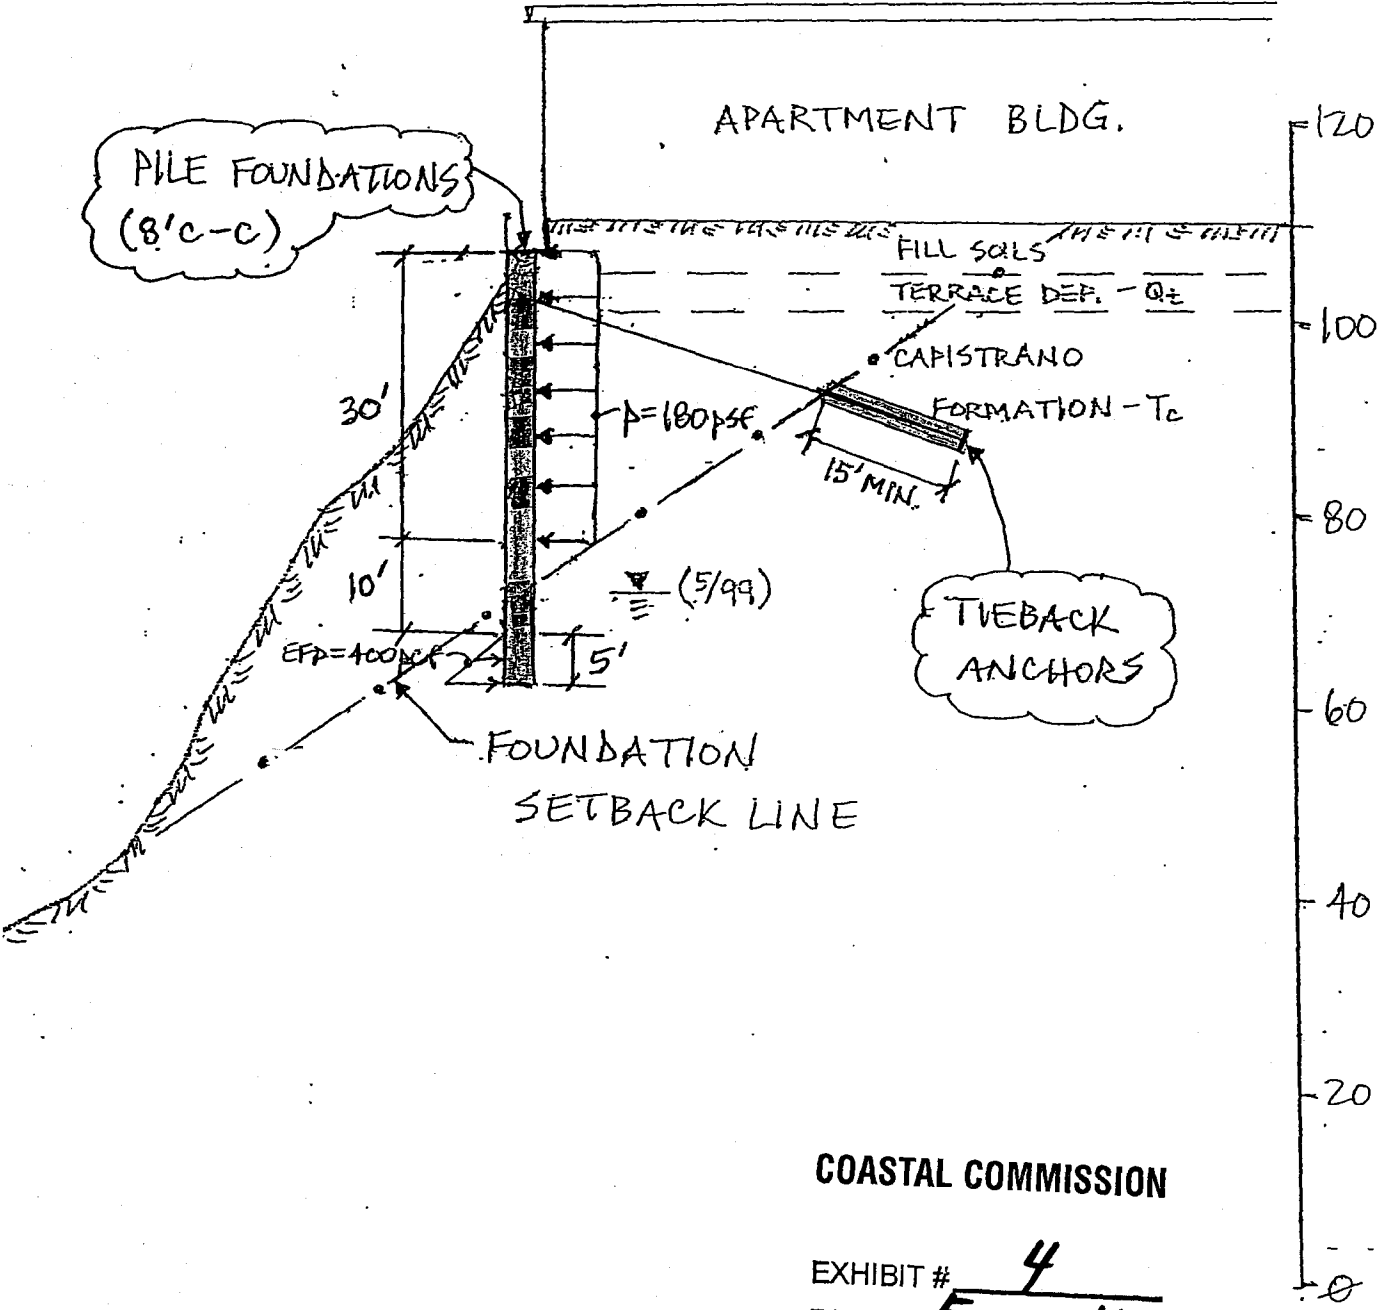 APARTMENT BLDG.
120
PILE FOUNDATIONS
(8'C-C)
FILL SOILS
TERRACE DEP. - Qt
100
CAPISTRANO
FORMATION - Tc
30'
p=180psf
15' MIN.
80
10'
(5/99)
TIEBACK
ANCHORS
EFP=400pcf
5'
60
FOUNDATION
SETBACK LINE
40
20
COASTAL COMMISSION
EXHIBIT # 4
0